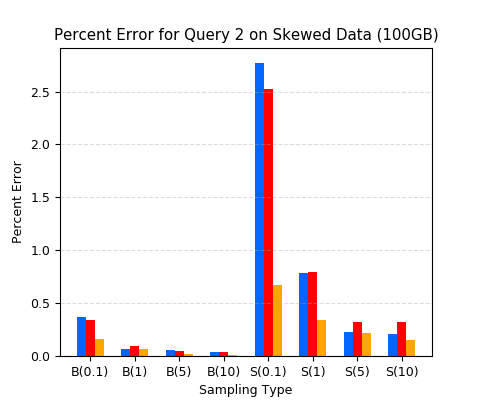 Percent Error for Query 2 on Skewed Data (100GB)
Percent Error
2.5
2.0
1.5
1.0
0.5
0.0
B(0.1) B(1) B(5) B(10) S(0.1) S(1) S(5) S(10)
Sampling Type